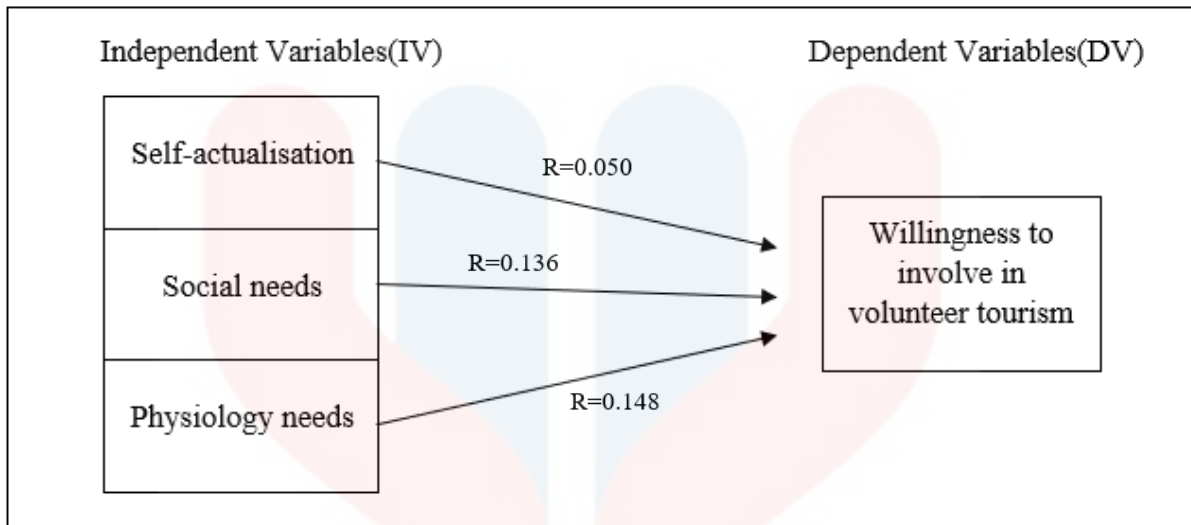 Independent Variables(IV)
Dependent Variables(DV)
Self-actualisation
R=0.050
Social needs
R=0.136
Willingness to
involve in
volunteer tourism
Physiology needs
R=0.148